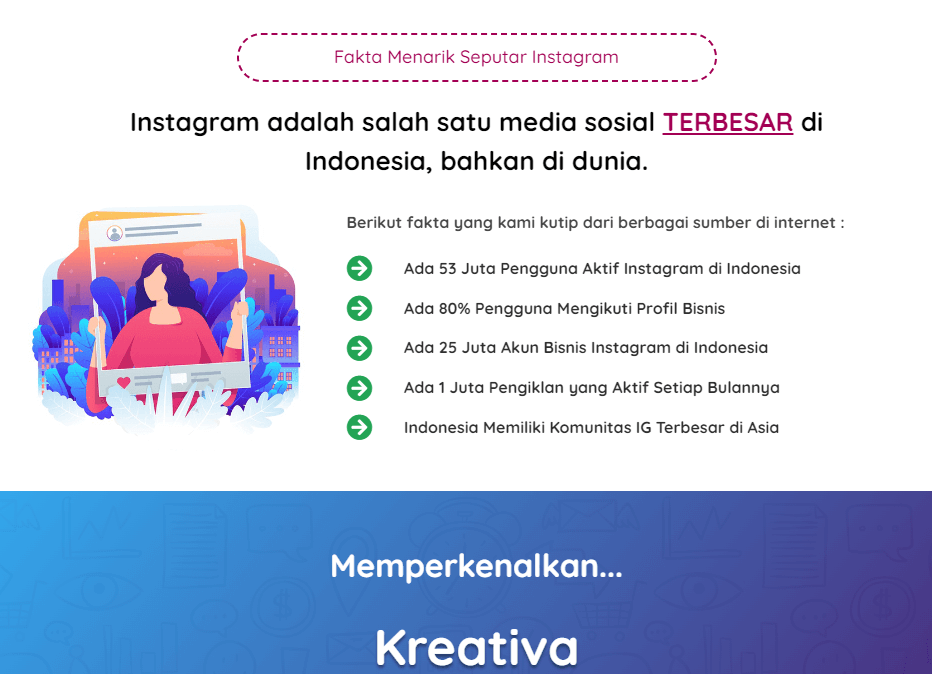 Fakta Menarik Seputar Instagram
Instagram adalah salah satu media sosial TERBESAR di
Indonesia, bahkan di dunia.
Berikut fakta yang kami kutip dari berbagai sumber di internet :
Ada 53 Juta Pengguna Aktif Instagram di Indonesia
Ada 80% Pengguna Mengikuti Profil Bisnis
Ada 25 Juta Akun Bisnis Instagram di Indonesia
Ada 1 Juta Pengiklan yang Aktif Setiap Bulannya
Indonesia Memiliki Komunitas IG Terbesar di Asia
Memperkenalkan...
Kreativa